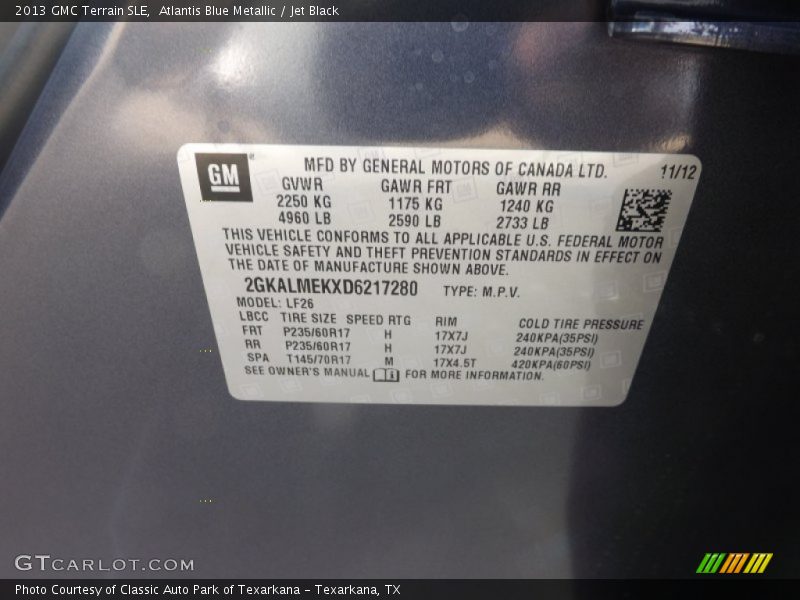 2013 GMC Terrain SLE, Atlantis Blue Metallic / Jet Black
GM
MFD BY GENERAL MOTORS OF CANADA LTD. 11/12
GVWR GAWR FRT GAWR RR
2250 KG 1175 KG 1240 KG
4960 LB 2590 LB 2733 LB
THIS VEHICLE CONFORMS TO ALL APPLICABLE U.S. FEDERAL MOTOR
VEHICLE SAFETY AND THEFT PREVENTION STANDARDS IN EFFECT ON
THE DATE OF MANUFACTURE SHOWN ABOVE.
2GKALMEKXD6217280 TYPE: M.P.V.
MODEL: LF26
LBCC TIRE SIZE SPEED RTG RIM COLD TIRE PRESSURE
FRT P235/60R17 H 17X7J 240KPA(35PSI)
RR P235/60R17 H 17X7J 240KPA(35PSI)
SPA T145/70R17 M 17X4.5T 420KPA(60PSI)
SEE OWNER'S MANUAL FOR MORE INFORMATION.
GTCARLOT.COM
Photo Courtesy of Classic Auto Park of Texarkana - Texarkana, TX